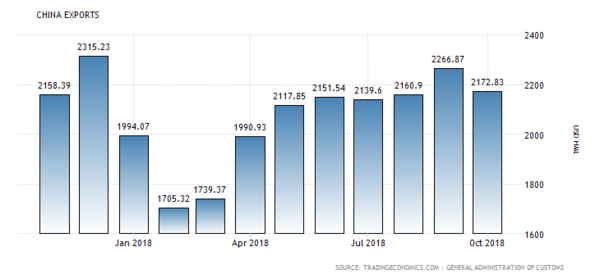 CHINA EXPORTS
2400
2315.23
2266.87
2158.39
2117.85
2151.54
2139.6
2160.9
2172.83
2200
1994.07
1990.93
2000
USD HML
1705.32
1739.37
1800
1600
Jan 2018
Apr 2018
Jul 2018
Oct 2018
SOURCE: TRADINGECONOMICS.COM | GENERAL ADMINISTRATION OF CUSTOMS